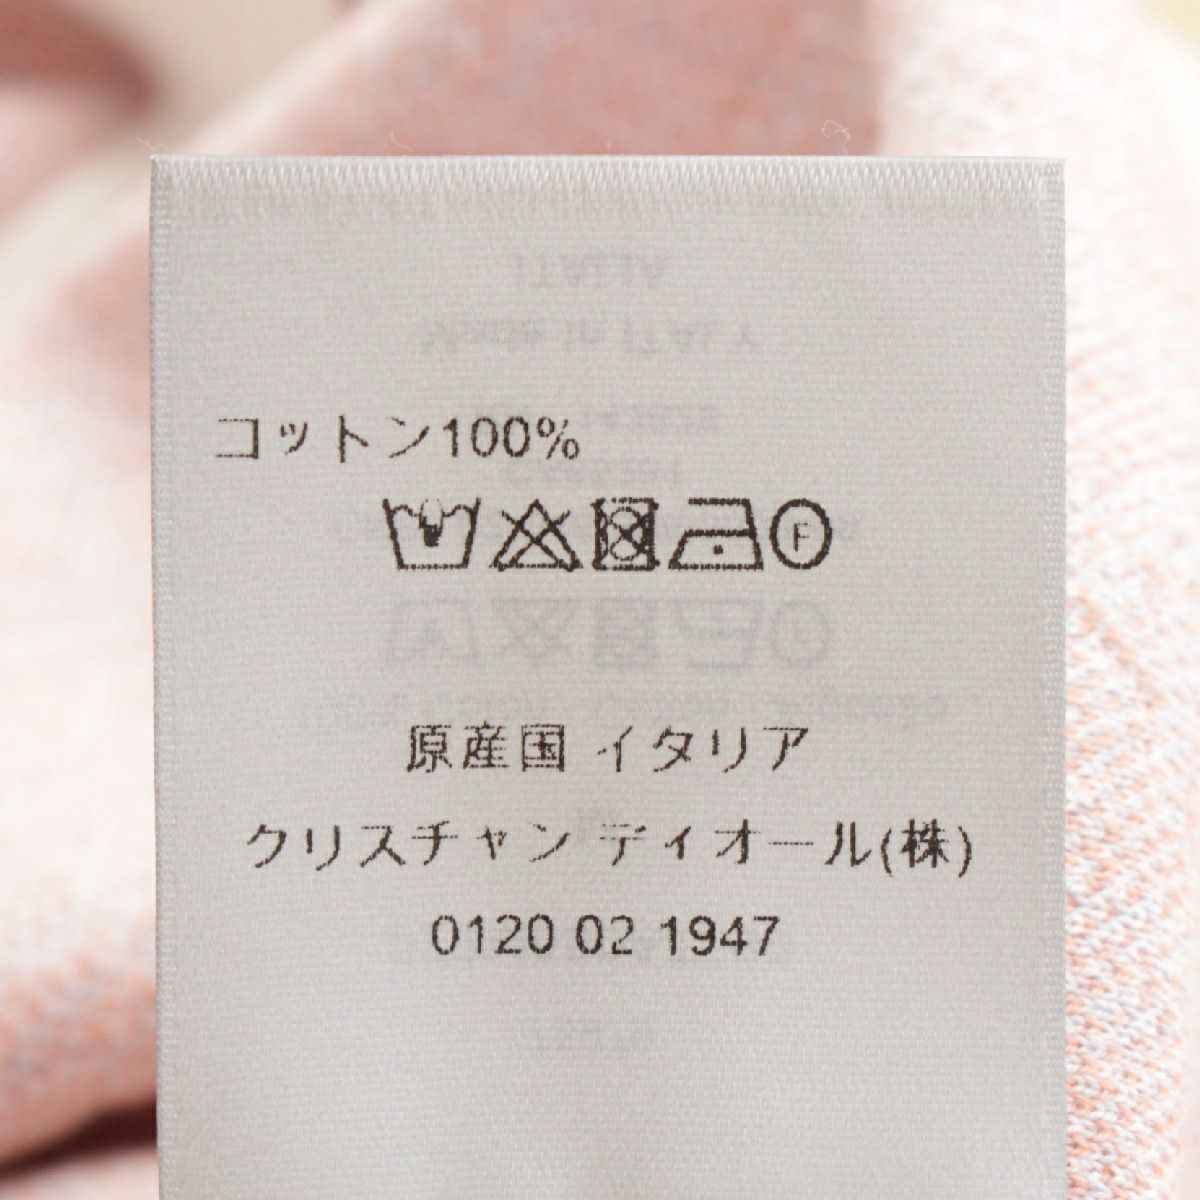 コットン100%
F
原産国 イタリア
クリスチャン ディオール(株)
0120 02 1947